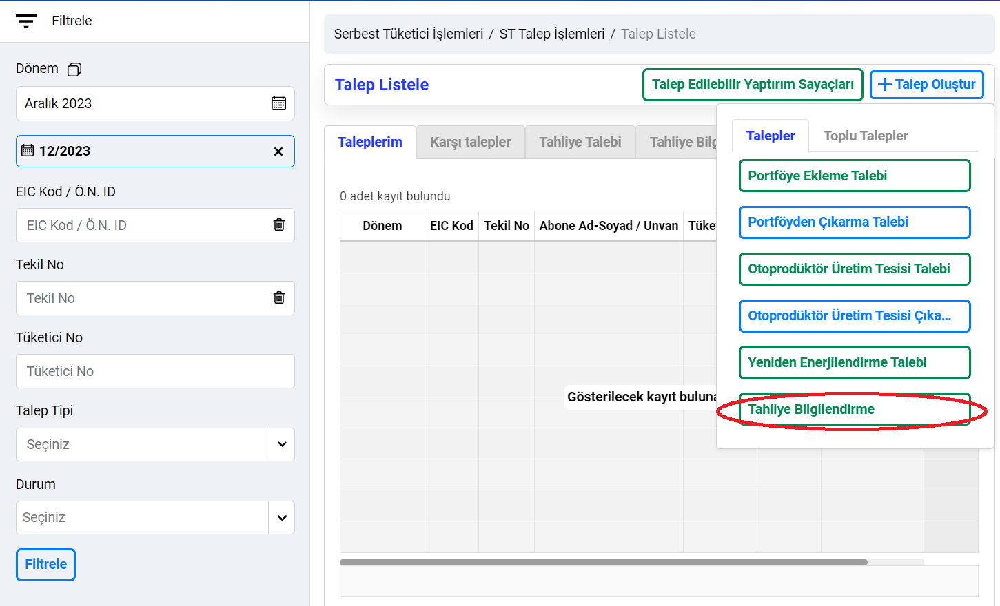 Filtrele
Dönem
Aralık 2023
12/2023
EIC Kod / Ö.N. ID
EIC Kod / Ö.N. ID
Tekil No
Tekil No
Tüketici No
Tüketici No
Talep Tipi
Seçiniz
Durum
Seçiniz
Filtrele
Serbest Tüketici İşlemleri / ST Talep İşlemleri / Talep Listele
Talep Listele
Talep Edilebilir Yaptırım Sayaçları
+ Talep Oluştur
Taleplerim Karşı talepler Tahliye Talebi Tahliye Bilg
0 adet kayıt bulundu
Dönem EIC Kod Tekil No Abone Ad-Soyad / Unvan Tüke
Gösterilecek kayıt buluna
Talepler Toplu Talepler
Portföye Ekleme Talebi
Portföyden Çıkarma Talebi
Otoprodüktör Üretim Tesisi Talebi
Otoprodüktör Üretim Tesisi Çıka...
Yeniden Enerjilendirme Talebi
Tahliye Bilgilendirme